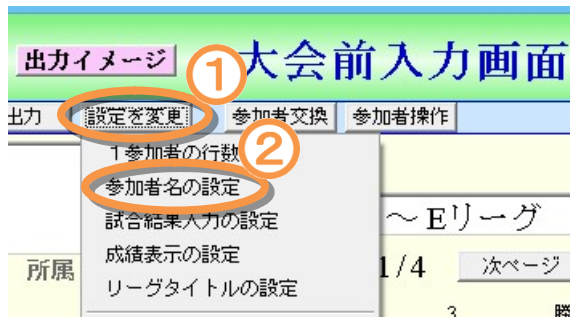 出力イメージ
大会前入力画面
①
出力 設定を変更 参加者交換 参加者操作
1参加者の行数
②
参加者名の設定
試合結果入力の設定
～Eリーグ
成績表示の設定
所属 1/4 次ページ
リーグタイトルの設定
3 勝